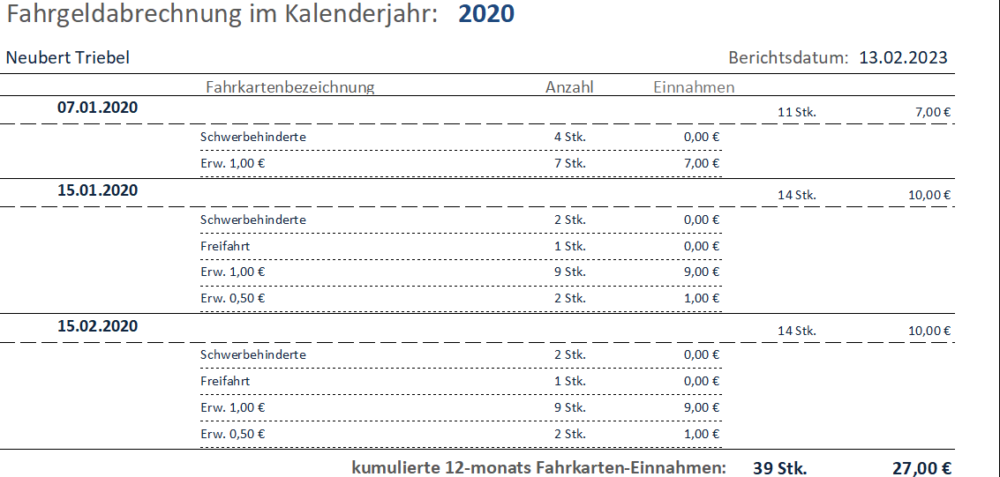 Fahrgeldabrechnung im Kalenderjahr: 2020
Neubert Triebel Berichtsdatum: 13.02.2023
Fahrkartenbezeichnung Anzahl Einnahmen
07.01.2020 11 Stk. 7,00 €
Schwerbehinderte 4 Stk. 0,00 €
Erw. 1,00 € 7 Stk. 7,00 €
15.01.2020 14 Stk. 10,00 €
Schwerbehinderte 2 Stk. 0,00 €
Freifahrt 1 Stk. 0,00 €
Erw. 1,00 € 9 Stk. 9,00 €
Erw. 0,50 € 2 Stk. 1,00 €
15.02.2020 14 Stk. 10,00 €
Schwerbehinderte 2 Stk. 0,00 €
Freifahrt 1 Stk. 0,00 €
Erw. 1,00 € 9 Stk. 9,00 €
Erw. 0,50 € 2 Stk. 1,00 €
kumulierte 12-monats Fahrkarten-Einnahmen: 39 Stk. 27,00 €